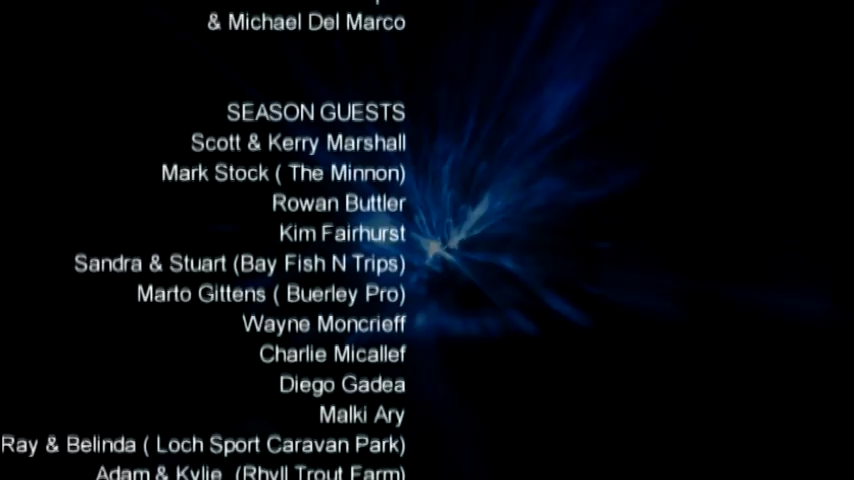 & Michael Del Marco
SEASON GUESTS
Scott & Kerry Marshall
Mark Stock ( The Minnon)
Rowan Buttler
Kim Fairhurst
Sandra & Stuart (Bay Fish N Trips)
Marto Gittens ( Buerley Pro)
Wayne Moncrieff
Charlie Micallef
Diego Gadea
Malki Ary
Ray & Belinda ( Loch Sport Caravan Park)
Adam & Kylie (Rhyll Trout Farm)